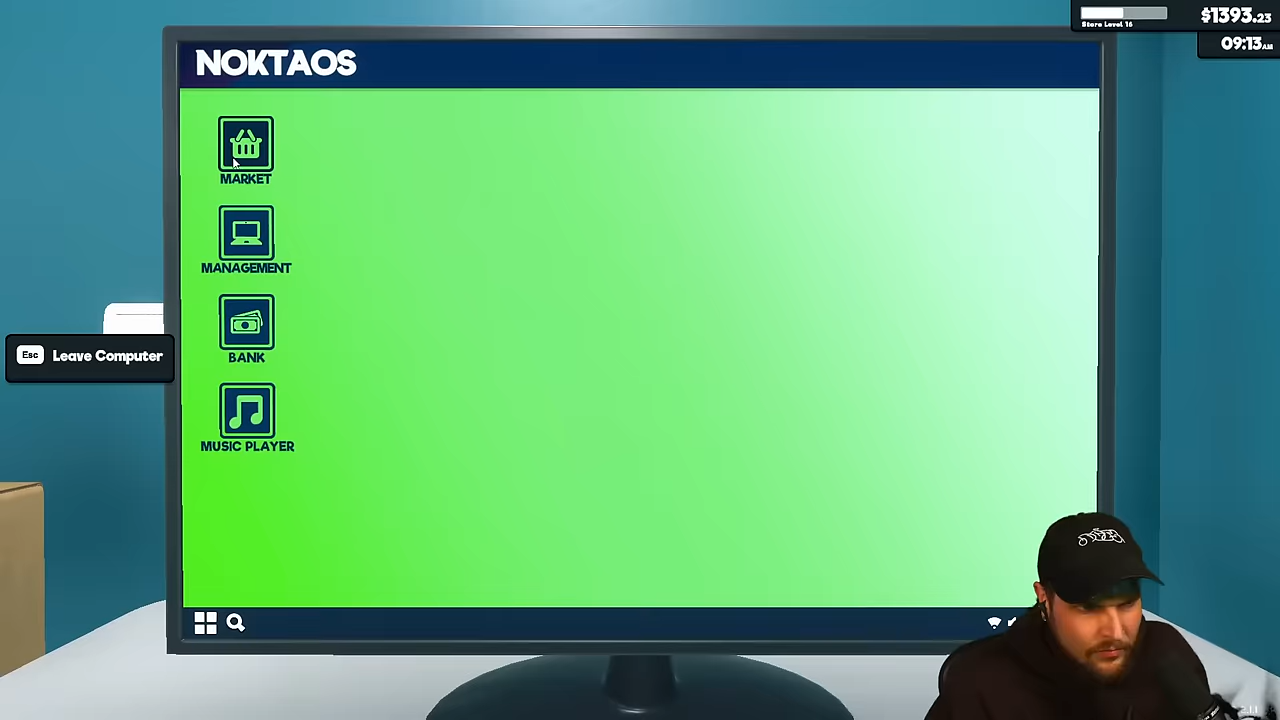 $1393.23
Store Level 16
09:13AM
NOKTAOS
MARKET
MANAGEMENT
Esc Leave Computer
BANK
MUSIC PLAYER